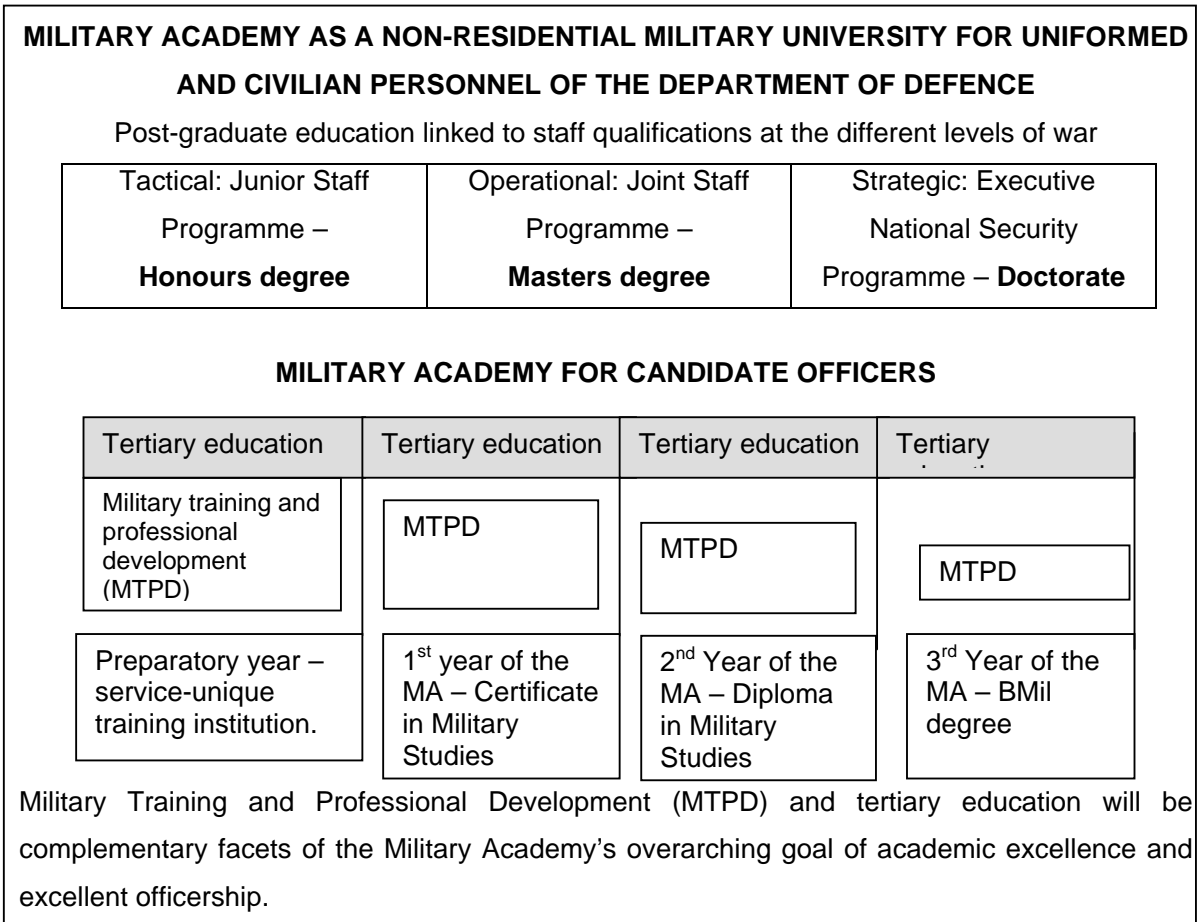 MILITARY ACADEMY AS A NON-RESIDENTIAL MILITARY UNIVERSITY FOR UNIFORMED
AND CIVILIAN PERSONNEL OF THE DEPARTMENT OF DEFENCE
Post-graduate education linked to staff qualifications at the different levels of war
Tactical: Junior Staff
Programme –
Honours degree
Operational: Joint Staff
Programme –
Masters degree
Strategic: Executive
National Security
Programme – Doctorate
MILITARY ACADEMY FOR CANDIDATE OFFICERS
Tertiary education
Tertiary education
Tertiary education
Tertiary
Military training and
professional
development
(MTPD)
MTPD
MTPD
MTPD
Preparatory year –
service-unique
training institution.
1st year of the
MA – Certificate
in Military
Studies
2nd Year of the
MA – Diploma
in Military
Studies
3rd Year of the
MA – BMil
degree
Military Training and Professional Development (MTPD) and tertiary education will be
complementary facets of the Military Academy’s overarching goal of academic excellence and
excellent officership.